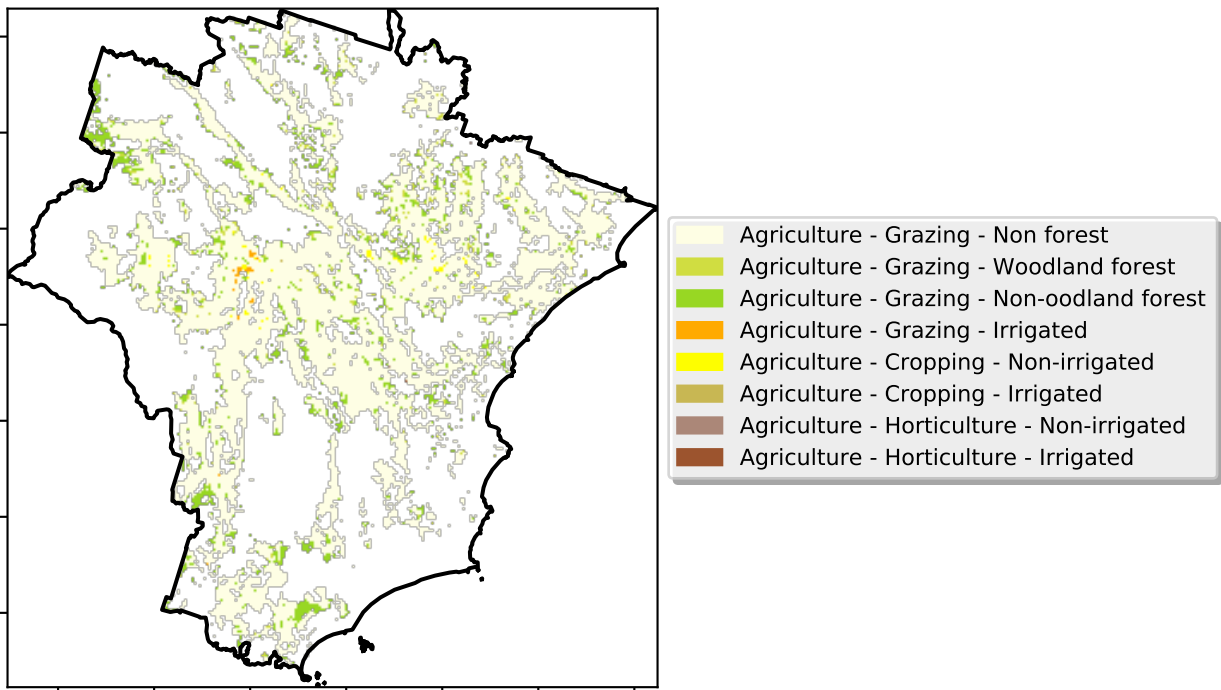 Agriculture - Grazing - Non forest
Agriculture - Grazing - Woodland forest
Agriculture - Grazing - Non-oodland forest
Agriculture - Grazing - Irrigated
Agriculture - Cropping - Non-irrigated
Agriculture - Cropping - Irrigated
Agriculture - Horticulture - Non-irrigated
Agriculture - Horticulture - Irrigated